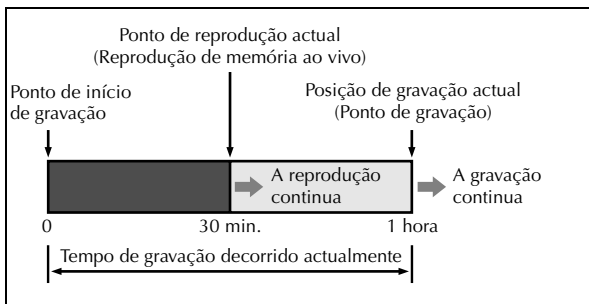 Ponto de reprodução actual
(Reprodução de memória ao vivo)
Ponto de início
de gravação
Posição de gravação actual
(Ponto de gravação)
A reprodução
continua
A gravação
continua
0
30 min.
1 hora
Tempo de gravação decorrido actualmente